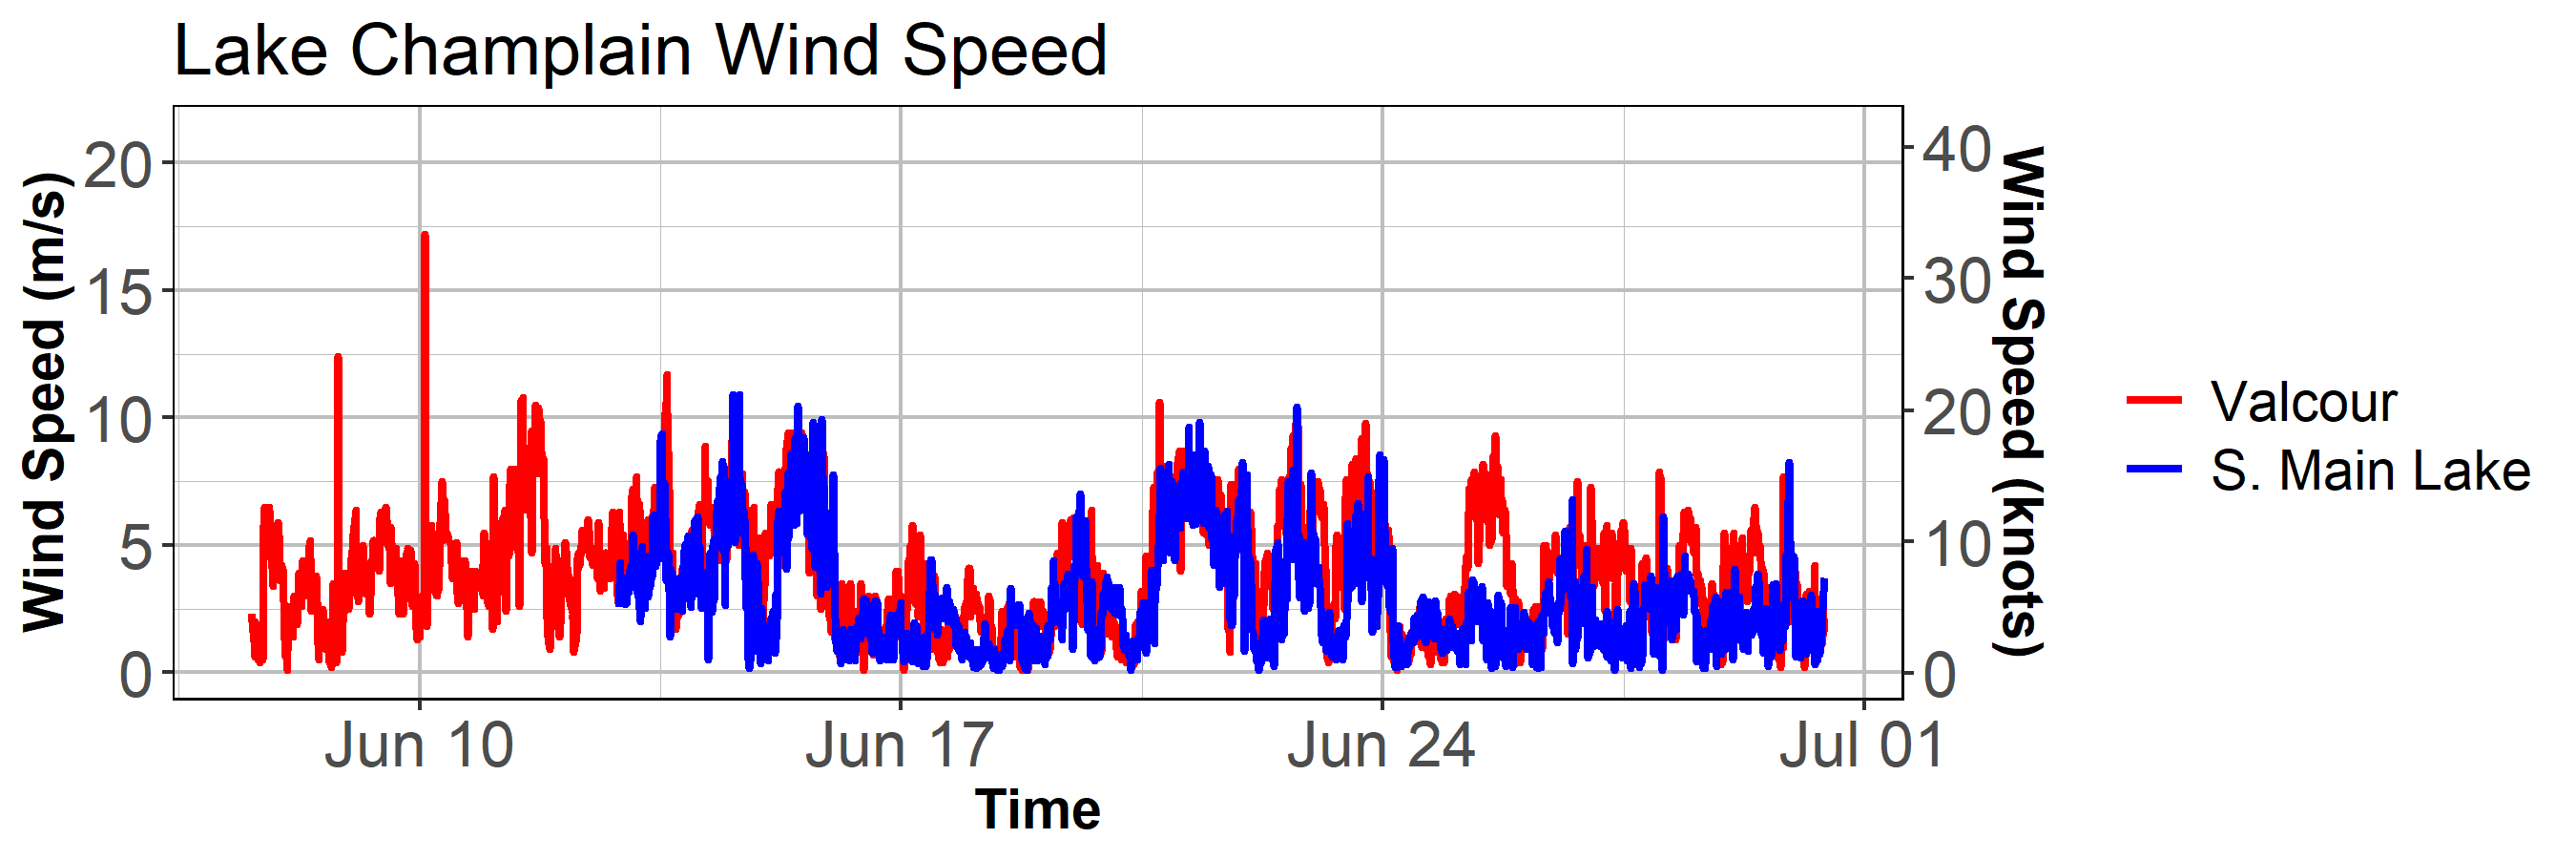 Lake Champlain Wind Speed
Wind Speed (m/s)
20
15
10
5
0
40
30
20
10
0
Wind Speed (knots)
Jun 10
Jun 17
Jun 24
Jul 01
Time
Valcour
S. Main Lake